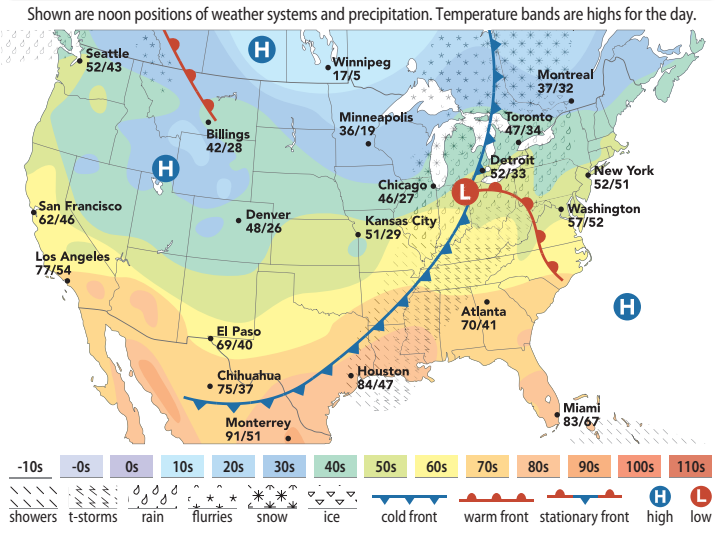 Shown are noon positions of weather systems and precipitation. Temperature bands are highs for the day.
Seattle
52/43
H
Winnipeg
17/5
Montreal
37/32
Billings
42/28
Minneapolis
36/19
Toronto
47/34
H
Detroit
52/33
New York
52/51
Chicago
46/27
L
San Francisco
62/46
Denver
48/26
Kansas City
51/29
Washington
57/52
Los Angeles
77/54
H
Atlanta
70/41
El Paso
69/40
Chihuahua
75/37
Houston
84/47
Monterrey
91/51
Miami
83/67
-10s -0s 0s 10s 20s 30s 40s 50s 60s 70s 80s 90s 100s 110s
H L
showers t-storms rain flurries snow ice cold front warm front stationary front high low